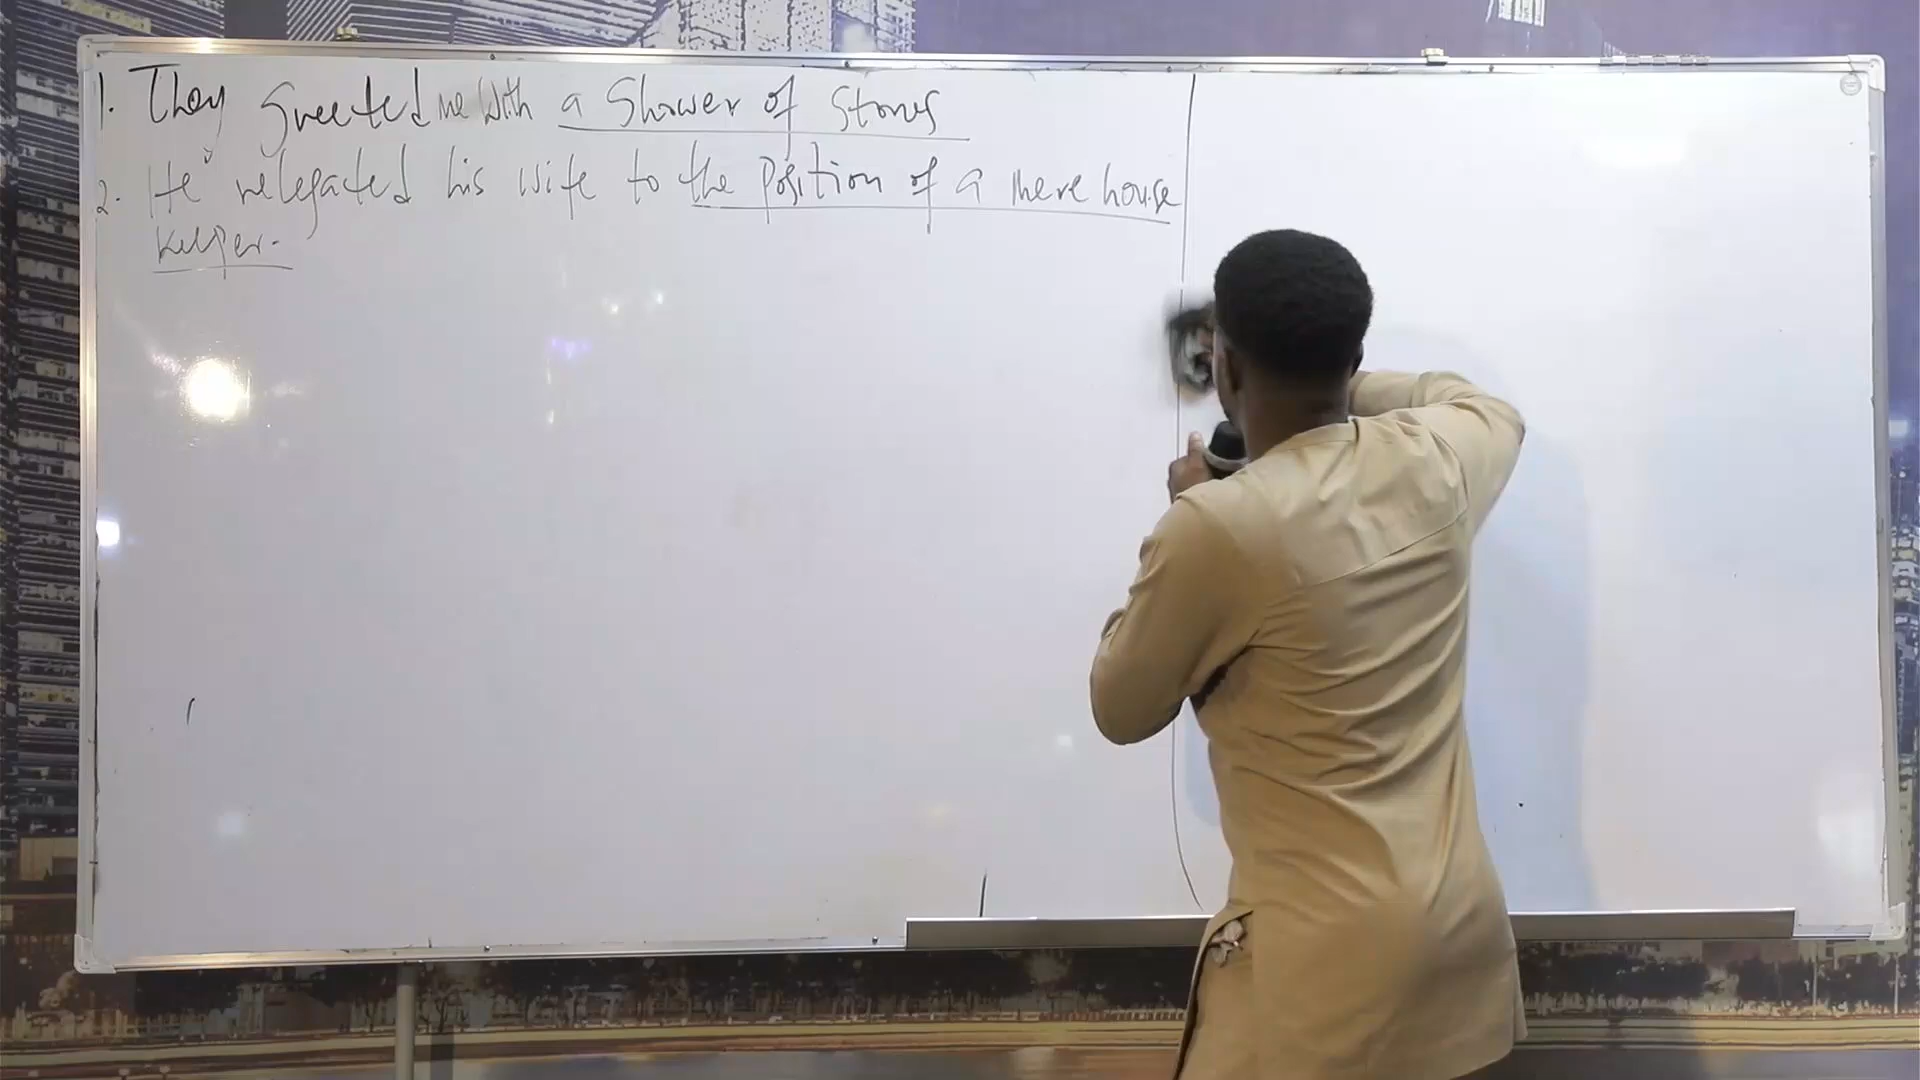 1. They greeted me with a shower of stones
2. He relegated his wife to the position of a mere house
keeper.